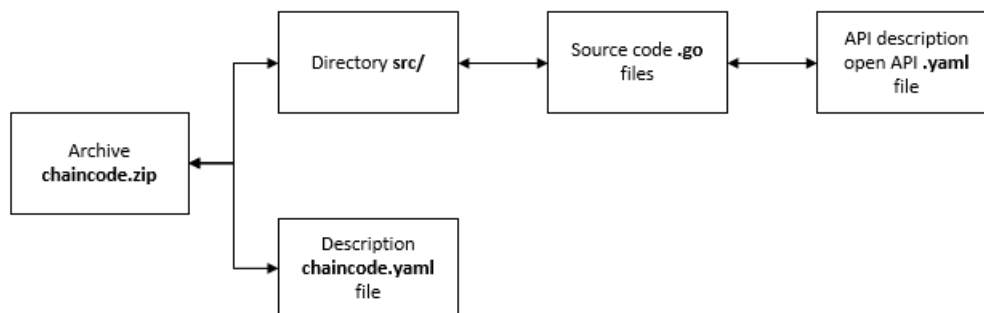 Directory src/
Source code .go
files
API description
open API .yaml
file
Archive
chaincode.zip
Description
chaincode.yaml
file